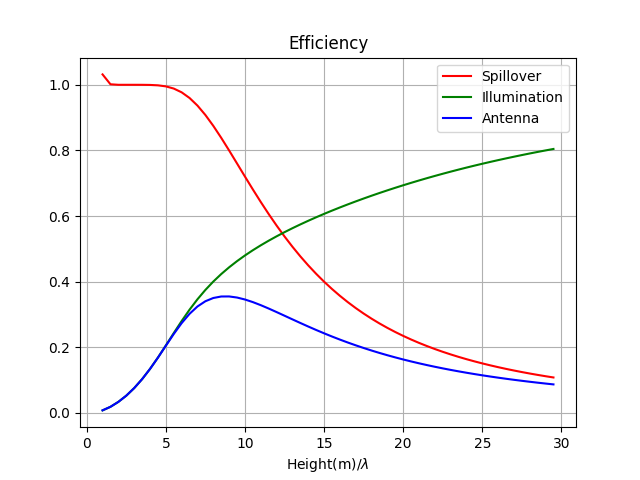 Efficiency
Spillover
Illumination
Antenna
1.0
0.8
0.6
0.4
0.2
0.0
0 5 10 15 20 25 30
Height(m)/λ